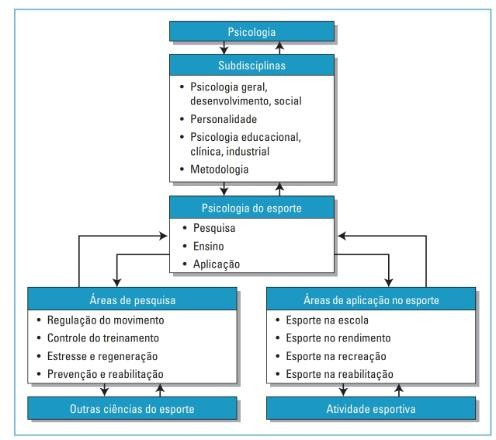 Psicologia
Subdisciplinas
• Psicologia geral,
desenvolvimento, social
• Personalidade
• Psicologia educacional,
clínica, industrial
• Metodologia
Psicologia do esporte
• Pesquisa
• Ensino
• Aplicação
Áreas de pesquisa
• Regulação do movimento
• Controle do treinamento
• Estresse e regeneração
• Prevenção e reabilitação
Outras ciências do esporte
Áreas de aplicação no esporte
• Esporte na escola
• Esporte no rendimento
• Esporte na recreação
• Esporte na reabilitação
Atividade esportiva